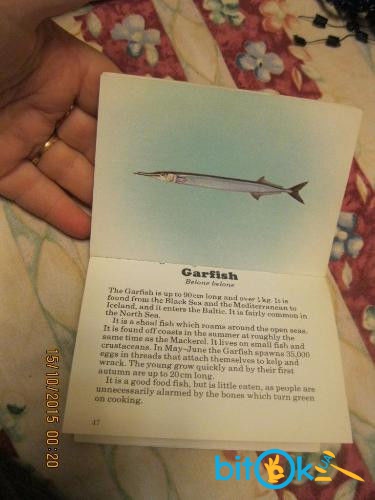 Garfish
Belone belone
The Garfish is up to 90cm long and over 1kg. It is
found from the Black Sea and the Mediterranean to
Iceland, and it enters the Baltic. It is fairly common in
the North Sea.
It is a shoal fish which roams around the open seas.
It is found off coasts in the summer at roughly the
same time as the Mackerel. It lives on small fish and
crustaceans. In May–June the Garfish spawns 35,000
eggs in threads that attach themselves to kelp and
wrack. The young grow quickly and by their first
autumn are up to 20cm long.
It is a good food fish, but is little eaten, as people are
unnecessarily alarmed by the bones which turn green
on cooking.
47
15/10/2015 00:20
bitOk